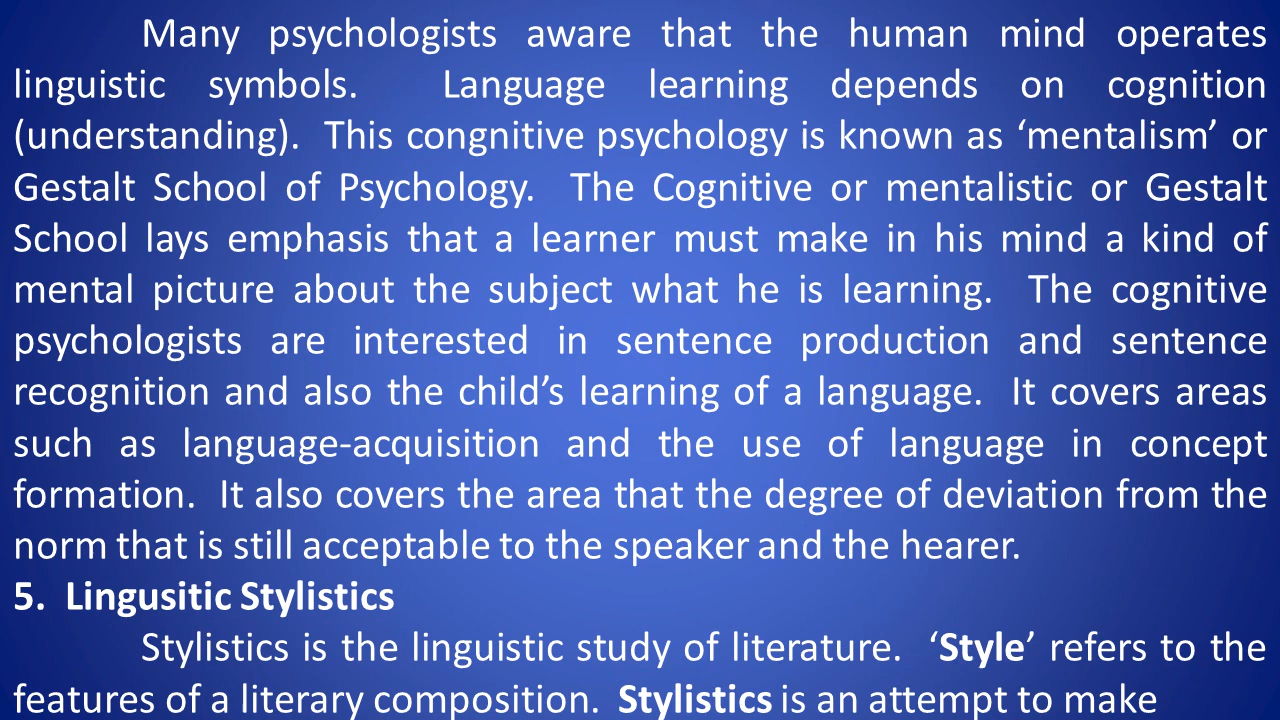 Many psychologists aware that the human mind operates
linguistic symbols. Language learning depends on cognition
(understanding). This congnitive psychology is known as ‘mentalism’ or
Gestalt School of Psychology. The Cognitive or mentalistic or Gestalt
School lays emphasis that a learner must make in his mind a kind of
mental picture about the subject what he is learning. The cognitive
psychologists are interested in sentence production and sentence
recognition and also the child’s learning of a language. It covers areas
such as language-acquisition and the use of language in concept
formation. It also covers the area that the degree of deviation from the
norm that is still acceptable to the speaker and the hearer.
5. Lingusitic Stylistics
Stylistics is the linguistic study of literature. ‘Style’ refers to the
features of a literary composition. Stylistics is an attempt to make